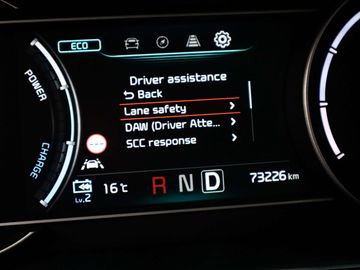 ECO
Driver assistance
Back
Lane safety
DAW (Driver Atte...
SCC response
POWER
CHARGE
Lv.2
16℃
R N D
73226 km